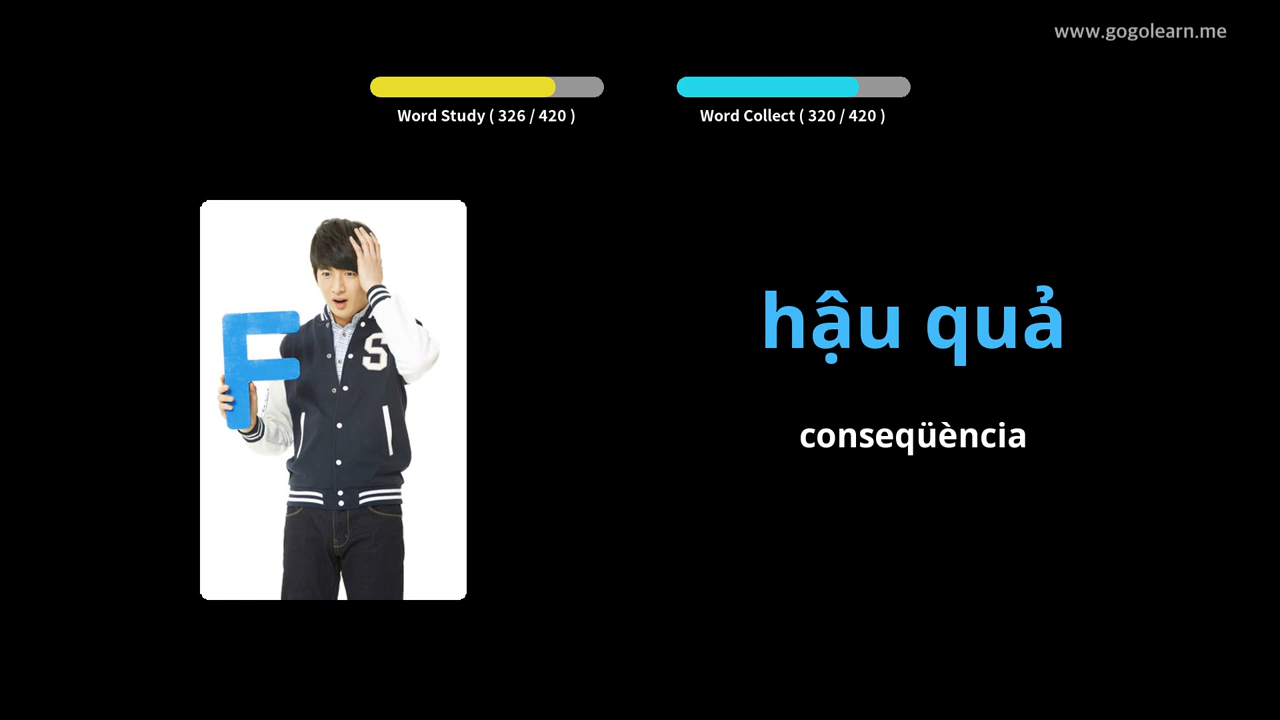 www.gogolearn.me
Word Study ( 326 / 420 )
Word Collect ( 320 / 420 )
F
S
hậu quả
conseqüència